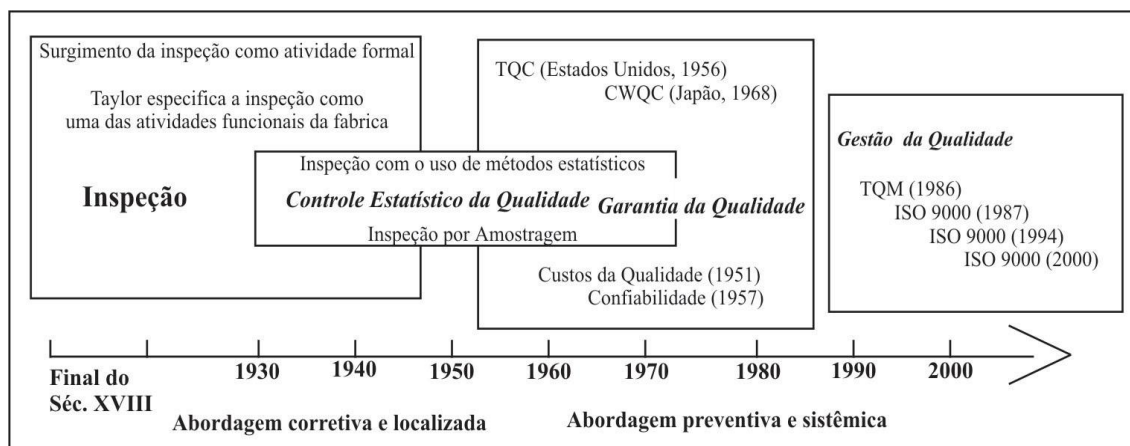 Surgimento da inspeção como atividade formal
Taylor especifica a inspeção como
uma das atividades funcionais da fabrica
Inspeção
Inspeção com o uso de métodos estatísticos
Controle Estatístico da Qualidade
Inspeção por Amostragem
TQC (Estados Unidos, 1956)
CWQC (Japão, 1968)
Garantia da Qualidade
Custos da Qualidade (1951)
Confiabilidade (1957)
Gestão da Qualidade
TQM (1986)
ISO 9000 (1987)
ISO 9000 (1994)
ISO 9000 (2000)
Final do
Séc. XVIII
1930 1940 1950 1960 1970 1980 1990 2000
Abordagem corretiva e localizada
Abordagem preventiva e sistêmica